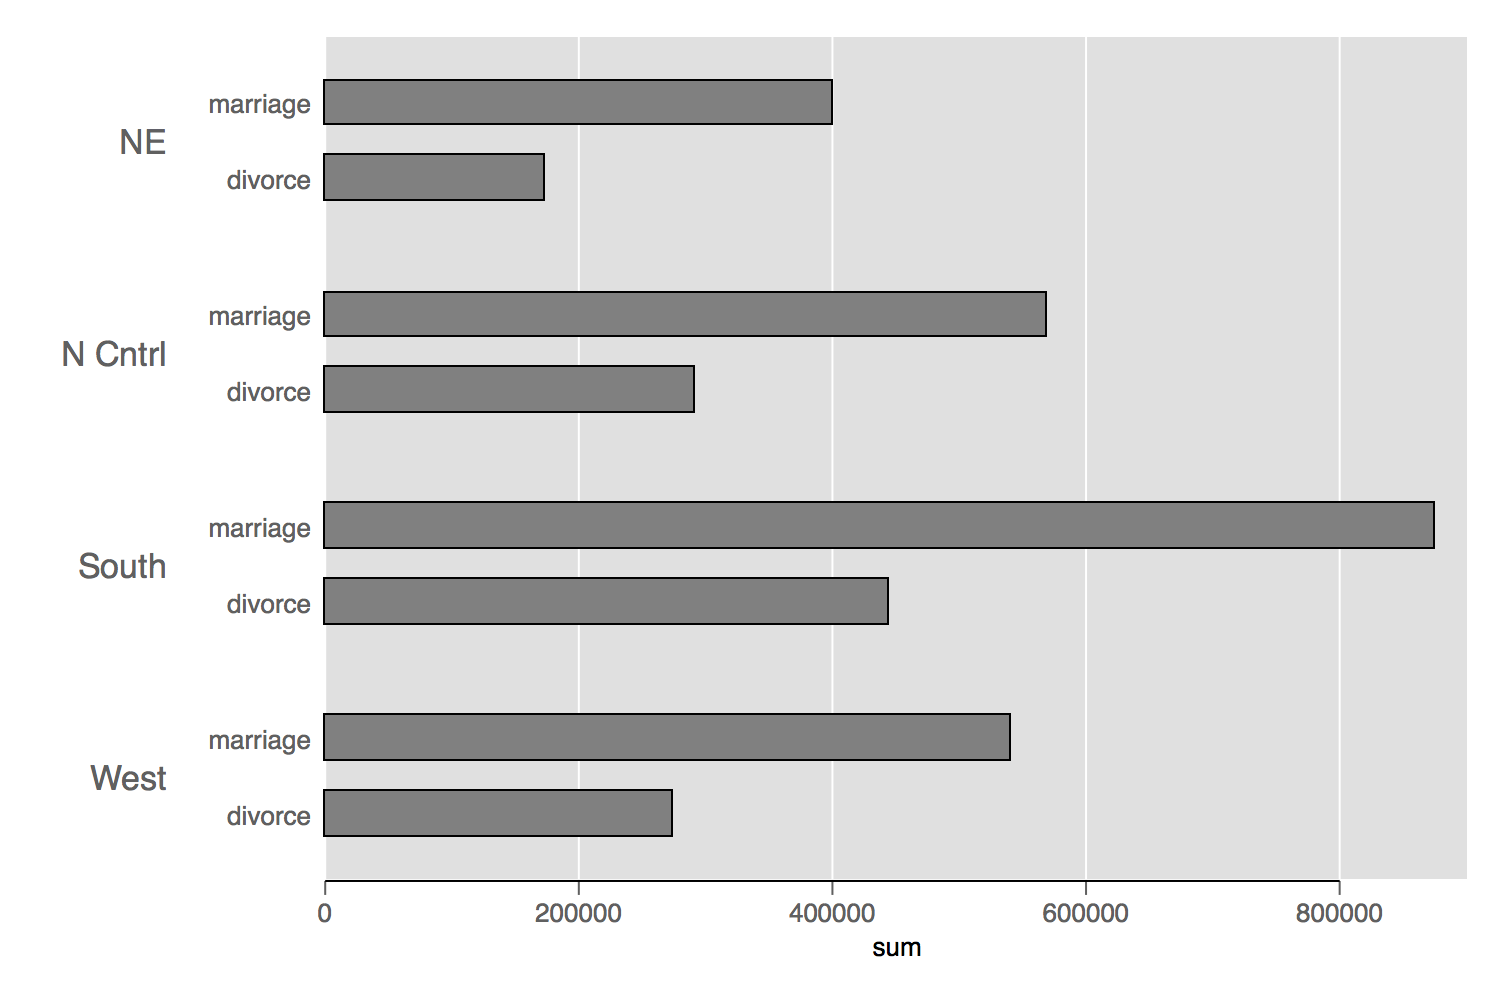 marriage
NE
divorce
marriage
N Cntrl
divorce
marriage
South
divorce
marriage
West
divorce
0 200000 400000 600000 800000
sum